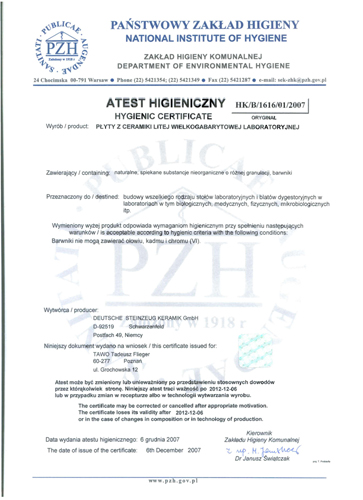 PUBLICAE
SANITATI
AUGENDAE
PZH
Założony w 1918 r
PAŃSTWOWY ZAKŁAD HIGIENY
NATIONAL INSTITUTE OF HYGIENE
ZAKŁAD HIGIENY KOMUNALNEJ
DEPARTMENT OF ENVIRONMENTAL HYGIENE
24 Chocimska 00-791 Warsaw ● Phone (22) 5421354; (22) 5421349 ● Fax (22) 5421287 ● e-mail: sek-zhk@pzh.gov.pl
ATEST HIGIENICZNY HK/B/1616/01/2007
HYGIENIC CERTIFICATE ORYGINAŁ
Wyrób / product: PŁYTY Z CERAMIKI LITEJ WIELKOGABARYTOWEJ LABORATORYJNEJ
Zawierający / containing: naturalne, spiekane substancje nieorganiczne o różnej granulacji, barwniki
Przeznaczony do / destined: budowy wszelkiego rodzaju stołów laboratoryjnych i blatów dygestoryjnych w
laboratoriach w tym biologicznych, medycznych, fizycznych, mikrobiologicznych
itp.
Wymieniony wyżej produkt odpowiada wymaganiom higienicznym przy spełnieniu następujących
warunków / is acceptable according to hygienic criteria with the following conditions:
Barwniki nie mogą zawierać ołowiu, kadmu i chromu (VI).
Wytwórca / producer:
DEUTSCHE STEINZEUG KERAMIK GmbH
D-92519 Schwarzenfeld
Postfach 49, Niemcy
Niniejszy dokument wydano na wniosek / this certificate issued for:
TAWO Tadeusz Flieger
60-277 Poznań
ul. Grochowska 12
Atest może być zmieniony lub unieważniony po przedstawieniu stosownych dowodów
przez którąkolwiek stronę. Niniejszy atest traci ważność po 2012-12-06
lub w przypadku zmian w recepturze albo w technologii wytwarzania wyrobu.
The certificate may be corrected or cancelled after appropriate motivation.
The certificate loses its validity after 2012-12-06
or in the case of changes in composition or in technology of production.
Data wydania atestu higienicznego: 6 grudnia 2007
The date of issue of the certificate: 6th December 2007
Kierownik
Zakładu Higieny Komunalnej
Dr Janusz Świątczak
www.pzh.gov.pl